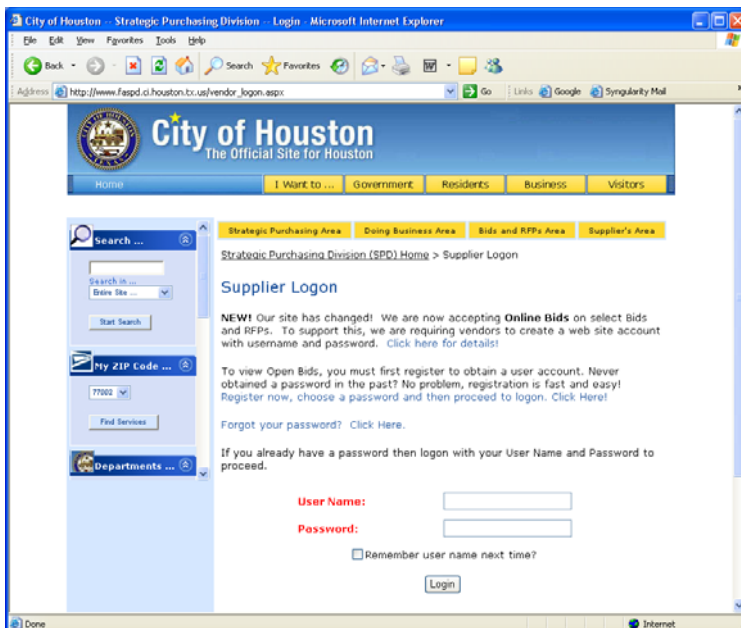 City of Houston -- Strategic Purchasing Division -- Login - Microsoft Internet Explorer
File Edit View Favorites Tools Help
Back Search Favorites
Address http://www.faspd.ci.houston.tx.us/vendor_logon.aspx Go Links Google Syngularity Mail
City of Houston
The Official Site for Houston
Home I Want to ... Government Residents Business Visitors
Search ...
Search in ...
Entire Site ...
Start Search
My ZIP Code ...
77002
Find Services
Departments ...
Strategic Purchasing Area Doing Business Area Bids and RFPs Area Supplier's Area
Strategic Purchasing Division (SPD) Home > Supplier Logon
Supplier Logon
NEW! Our site has changed! We are now accepting Online Bids on select Bids
and RFPs. To support this, we are requiring vendors to create a web site account
with username and password. Click here for details!
To view Open Bids, you must first register to obtain a user account. Never
obtained a password in the past? No problem, registration is fast and easy!
Register now, choose a password and then proceed to logon. Click Here!
Forgot your password? Click Here.
If you already have a password then logon with your User Name and Password to
proceed.
User Name:
Password:
Remember user name next time?
Login
Done Internet